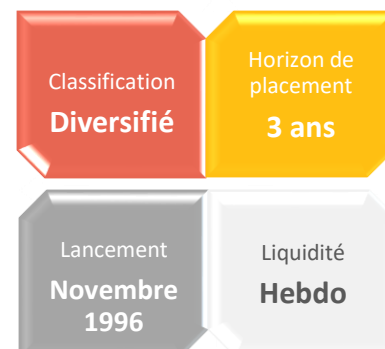 Classification
Diversifié
Horizon de
placement
3 ans
Lancement
Novembre
1996
Liquidité
Hebdo